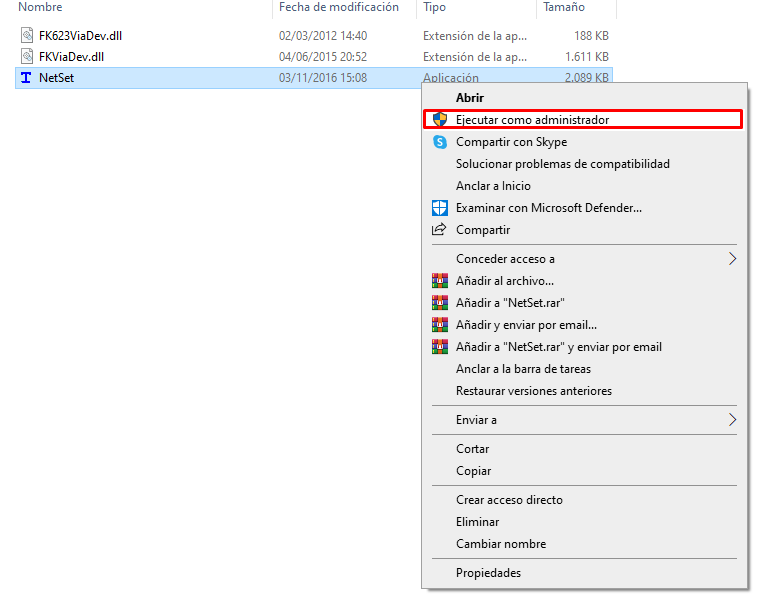 Nombre Fecha de modificación Tipo Tamaño
FK623ViaDev.dll 02/03/2012 14:40 Extensión de la ap... 188 KB
FKViaDev.dll 04/06/2015 20:52 Extensión de la ap... 1.611 KB
NetSet 03/11/2016 15:08 Aplicación 2.089 KB
Abrir
Ejecutar como administrador
Compartir con Skype
Solucionar problemas de compatibilidad
Anclar a Inicio
Examinar con Microsoft Defender...
Compartir
Conceder acceso a
Añadir al archivo...
Añadir a "NetSet.rar"
Añadir y enviar por email...
Añadir a "NetSet.rar" y enviar por email
Anclar a la barra de tareas
Restaurar versiones anteriores
Enviar a
Cortar
Copiar
Crear acceso directo
Eliminar
Cambiar nombre
Propiedades